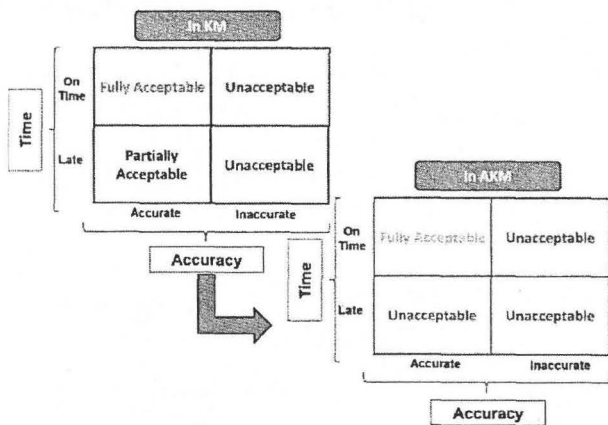 In KM
On Time
Fully Acceptable
Unacceptable
Time
Late
Partially Acceptable
Unacceptable
Accurate
Inaccurate
Accuracy
In AKM
On Time
Fully Acceptable
Unacceptable
Time
Late
Unacceptable
Unacceptable
Accurate
Inaccurate
Accuracy